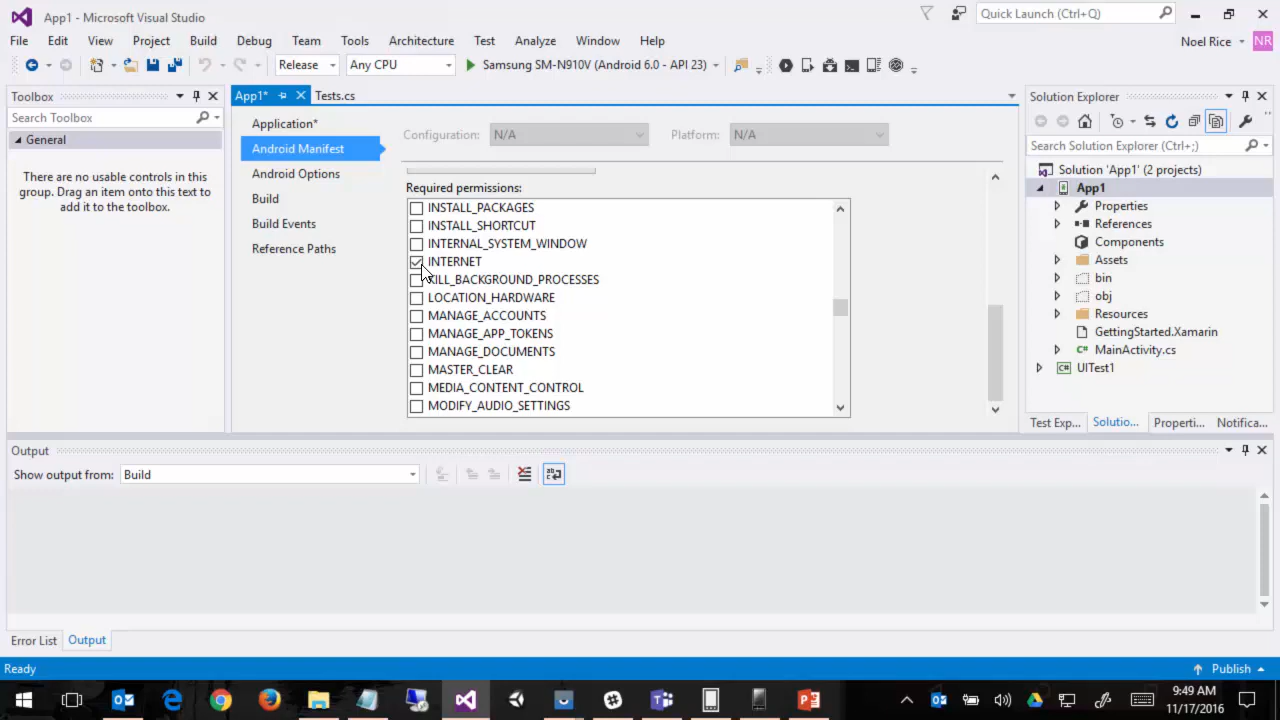 App1 - Microsoft Visual Studio
Quick Launch (Ctrl+Q)
File Edit View Project Build Debug Team Tools Architecture Test Analyze Window Help
Noel Rice NR
Release Any CPU Samsung SM-N910V (Android 6.0 - API 23)
Toolbox
Search Toolbox
General
There are no usable controls in this
group. Drag an item onto this text to
add it to the toolbox.
App1* Tests.cs
Application*
Android Manifest
Android Options
Build
Build Events
Reference Paths
Configuration: N/A Platform: N/A
Required permissions:
INSTALL_PACKAGES
INSTALL_SHORTCUT
INTERNAL_SYSTEM_WINDOW
INTERNET
KILL_BACKGROUND_PROCESSES
LOCATION_HARDWARE
MANAGE_ACCOUNTS
MANAGE_APP_TOKENS
MANAGE_DOCUMENTS
MASTER_CLEAR
MEDIA_CONTENT_CONTROL
MODIFY_AUDIO_SETTINGS
Solution Explorer
Search Solution Explorer (Ctrl+;)
Solution 'App1' (2 projects)
App1
Properties
References
Components
Assets
bin
obj
Resources
GettingStarted.Xamarin
C# MainActivity.cs
C# UITest1
Test Exp... Solutio... Properti... Notifica...
Output
Show output from: Build
Error List Output
Ready
Publish
9:49 AM
11/17/2016